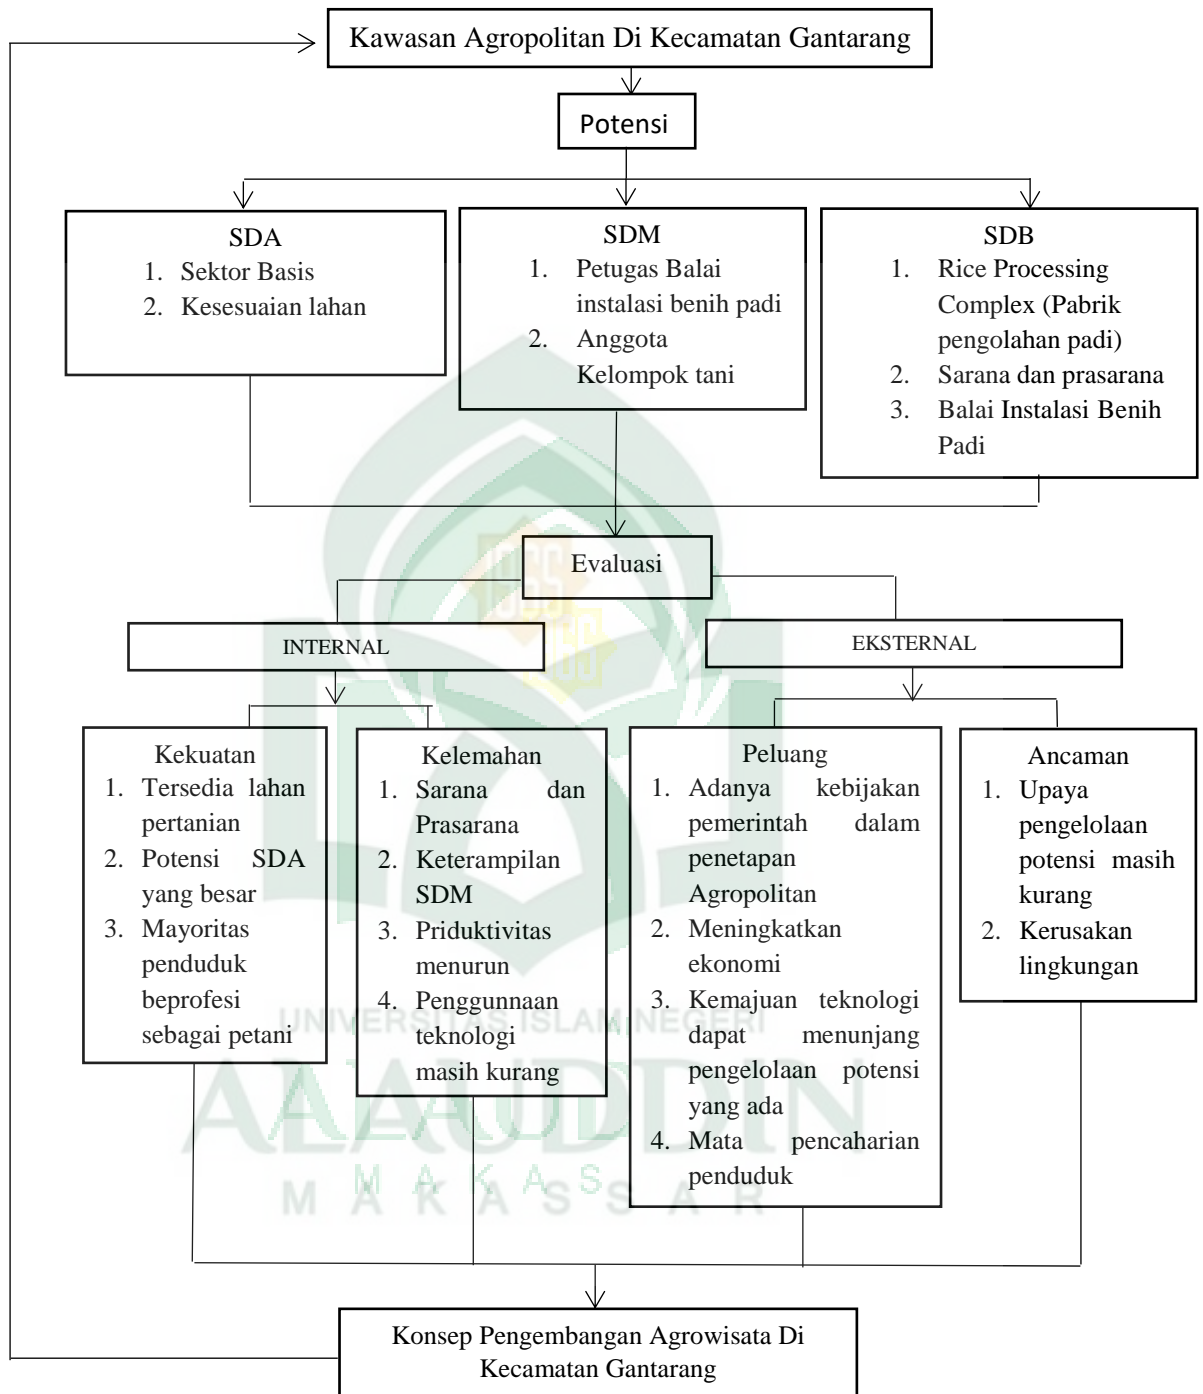 Kawasan Agropolitan Di Kecamatan Gantarang
Potensi
SDA
1. Sektor Basis
2. Kesesuaian lahan
SDM
1. Petugas Balai
instalasi benih padi
2. Anggota
Kelompok tani
SDB
1. Rice Processing
Complex (Pabrik
pengolahan padi)
2. Sarana dan prasarana
3. Balai Instalasi Benih
Padi
Evaluasi
INTERNAL
EKSTERNAL
Kekuatan
1. Tersedia lahan
pertanian
2. Potensi SDA
yang besar
3. Mayoritas
penduduk
beprofesi
sebagai petani
Kelemahan
1. Sarana dan
Prasarana
2. Keterampilan
SDM
3. Priduktivitas
menurun
4. Penggunnaan
teknologi
masih kurang
Peluang
1. Adanya kebijakan
pemerintah dalam
penetapan
Agropolitan
2. Meningkatkan
ekonomi
3. Kemajuan teknologi
dapat menunjang
pengelolaan potensi
yang ada
4. Mata pencaharian
penduduk
Ancaman
1. Upaya
pengelolaan
potensi masih
kurang
2. Kerusakan
lingkungan
Konsep Pengembangan Agrowisata Di
Kecamatan Gantarang
1965
UNIVERSITAS ISLAM NEGERI
ALAUDDIN
MAKASSAR